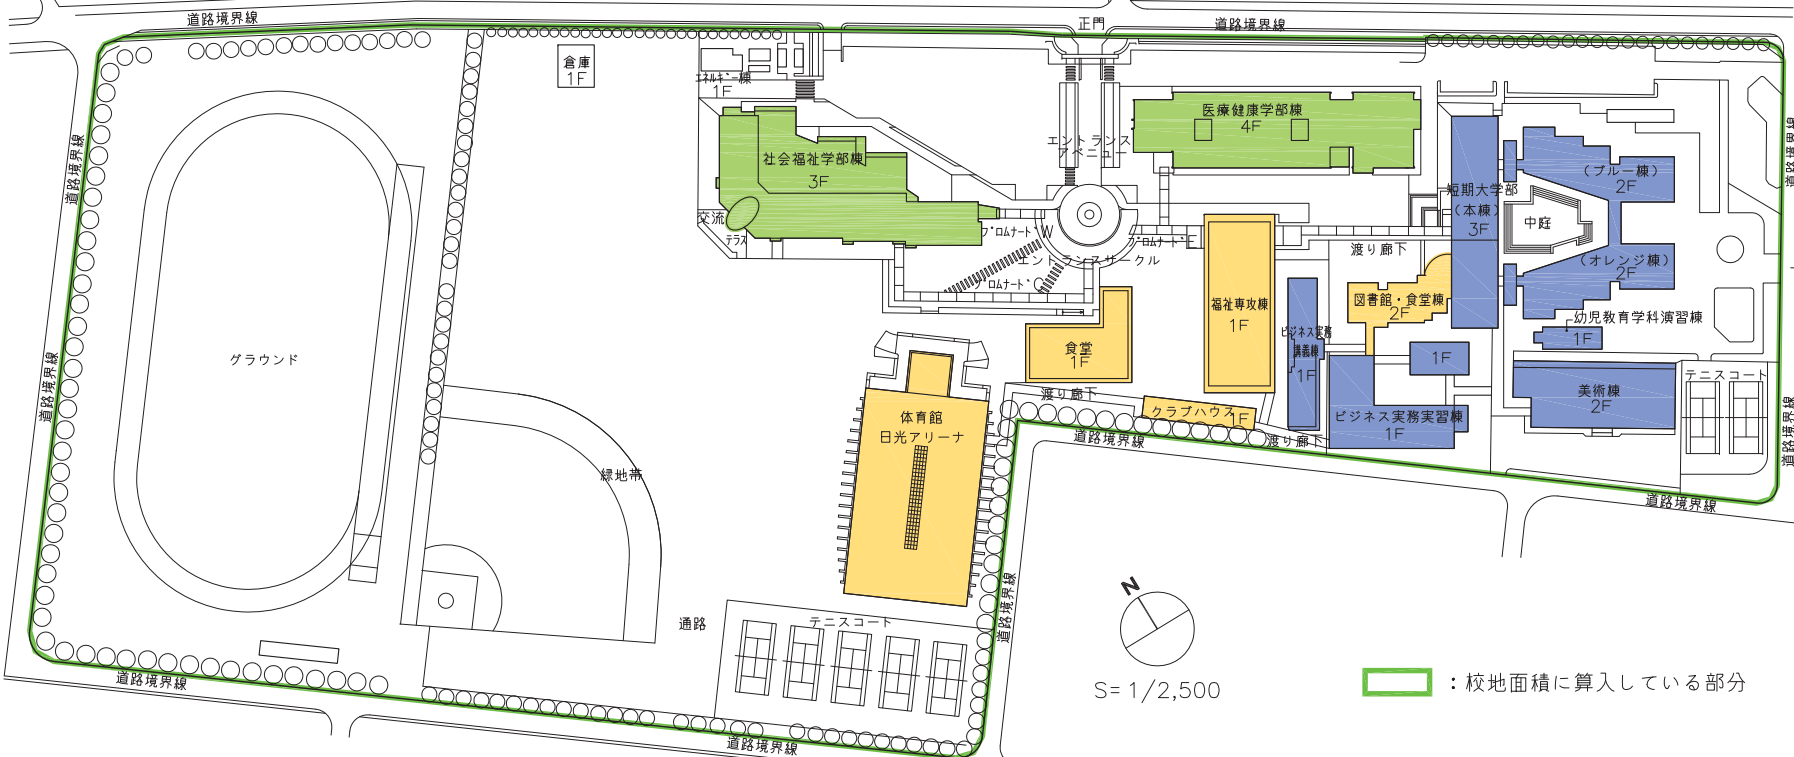 道路境界線
正門
道路境界線
倉庫
1F
エネルギー棟
1F
医療健康学部棟
4F
エントランス
アベニュー
道路境界線
道路境界線
社会福祉学部棟
3F
(ブルー棟)
2F
短期大学部
(本棟)
3F
中庭
交流
テラス
プロムナードW
プロムナードE
渡り廊下
エントランスサークル
(オレンジ棟)
2F
プロムナードC
図書館・食堂棟
2F
福祉専攻棟
1F
幼児教育学科演習棟
1F
ビジネス実務
講義棟
1F
食堂
1F
1F
グラウンド
道路境界線
テニスコート
美術棟
2F
渡り廊下
クラブハウス
1F
体育館
日光アリーナ
ビジネス実務実習棟
1F
道路境界線
渡り廊下
道路境界線
緑地帯
道路境界線
道路境界線
通路
テニスコート
N
S=1/2,500
:校地面積に算入している部分
道路境界線
道路境界線